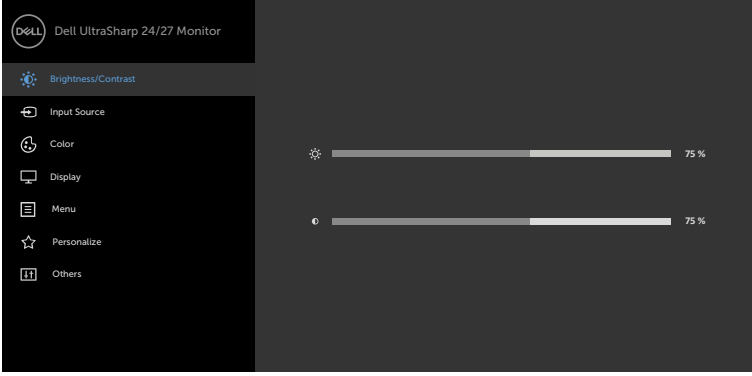 DELL
Dell UltraSharp 24/27 Monitor
Brightness/Contrast
Input Source
Color
Display
Menu
Personalize
Others
75 %
75 %